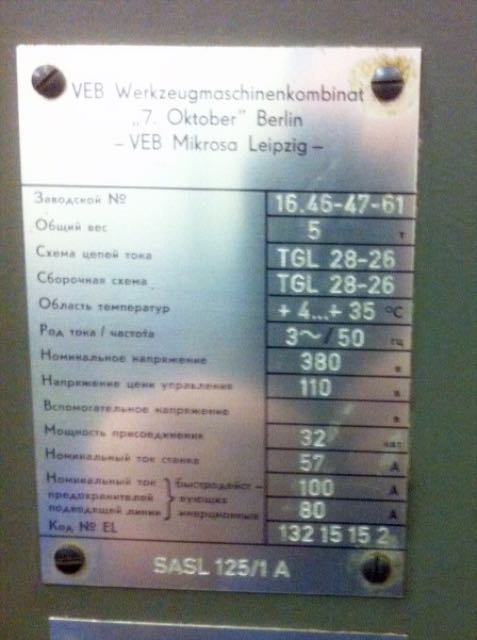 VEB Werkzeugmaschinenkombinat
„7. Oktober" Berlin
– VEB Mikrosa Leipzig –
Заводской № 16.46-47-61
Общий вес 5 т
Схема цепей тока TGL 28-26
Сборочная схема TGL 28-26
Область температур +4...+35 °C
Род тока / частота 3~/50 гц
Номинальное напряжение 380 в
Напряжение цепи управления 110 в
Вспомогательное напряжение в
Мощность присоединения 32 квт
Номинальный ток станка 57 А
Номинальный ток быстродейст- 100 А
предохранителей вующих
подводящей линии инерционных 80 А
Код № EL 132 15 15 2
SASL 125/1 A